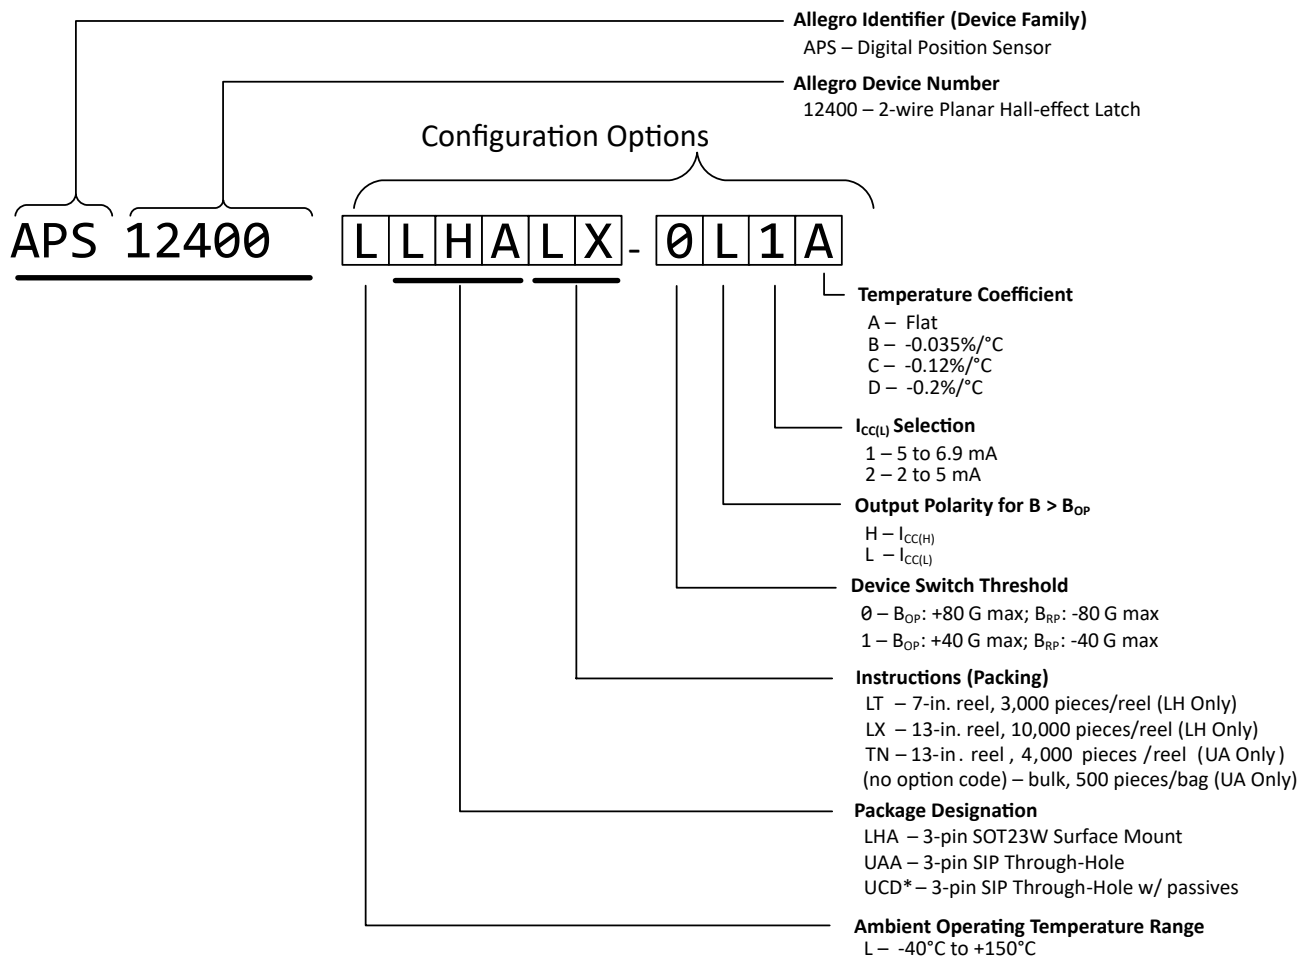 Allegro Identifier (Device Family)
APS – Digital Position Sensor
Allegro Device Number
12400 – 2-wire Planar Hall-effect Latch
Configuration Options
APS 12400 L L H A L X - 0 L 1 A
Temperature Coefficient
A – Flat
B – -0.035%/°C
C – -0.12%/°C
D – -0.2%/°C
ICC(L) Selection
1 – 5 to 6.9 mA
2 – 2 to 5 mA
Output Polarity for B > BOP
H – ICC(H)
L – ICC(L)
Device Switch Threshold
0 – BOP: +80 G max; BRP: -80 G max
1 – BOP: +40 G max; BRP: -40 G max
Instructions (Packing)
LT – 7-in. reel, 3,000 pieces/reel (LH Only)
LX – 13-in. reel, 10,000 pieces/reel (LH Only)
TN – 13-in. reel , 4,000 pieces /reel (UA Only)
(no option code) – bulk, 500 pieces/bag (UA Only)
Package Designation
LHA – 3-pin SOT23W Surface Mount
UAA – 3-pin SIP Through-Hole
UCD* – 3-pin SIP Through-Hole w/ passives
Ambient Operating Temperature Range
L – -40°C to +150°C